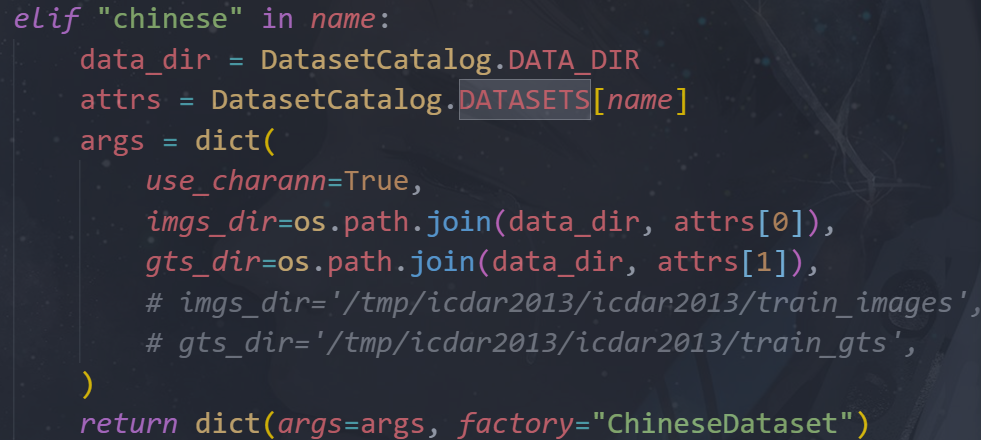 elif "chinese" in name:
data_dir = DatasetCatalog.DATA_DIR
attrs = DatasetCatalog.DATASETS[name]
args = dict(
use_charann=True,
imgs_dir=os.path.join(data_dir, attrs[0]),
gts_dir=os.path.join(data_dir, attrs[1]),
# imgs_dir='/tmp/icdar2013/icdar2013/train_images',
# gts_dir='/tmp/icdar2013/icdar2013/train_gts',
)
return dict(args=args, factory="ChineseDataset")